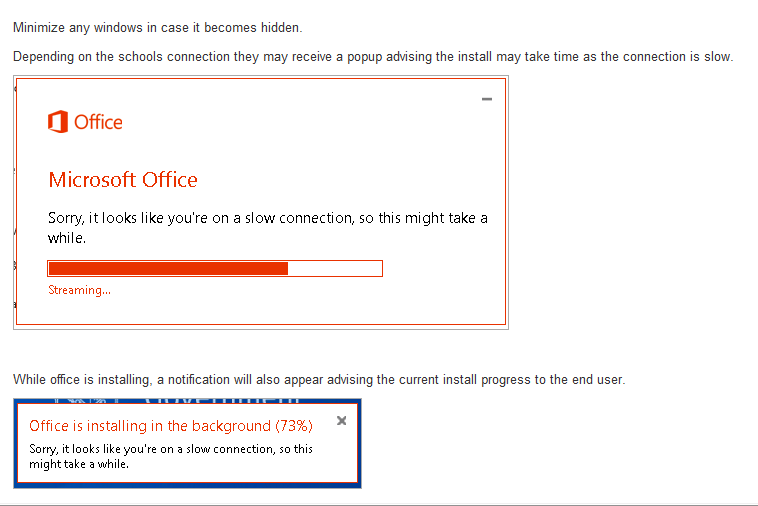 Minimize any windows in case it becomes hidden.
Depending on the schools connection they may receive a popup advising the install may take time as the connection is slow.
Office
Microsoft Office
Sorry, it looks like you're on a slow connection, so this might take a
while.
Streaming...
While office is installing, a notification will also appear advising the current install progress to the end user.
Office is installing in the background (73%)
Sorry, it looks like you're on a slow connection, so this
might take a while.